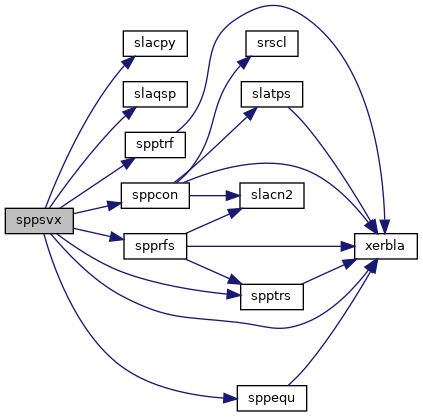 slacpy
srscl
slaqsp
slatps
spptrf
sppcon
slacn2
sppsvx
spprfs
xerbla
spptrs
sppequ